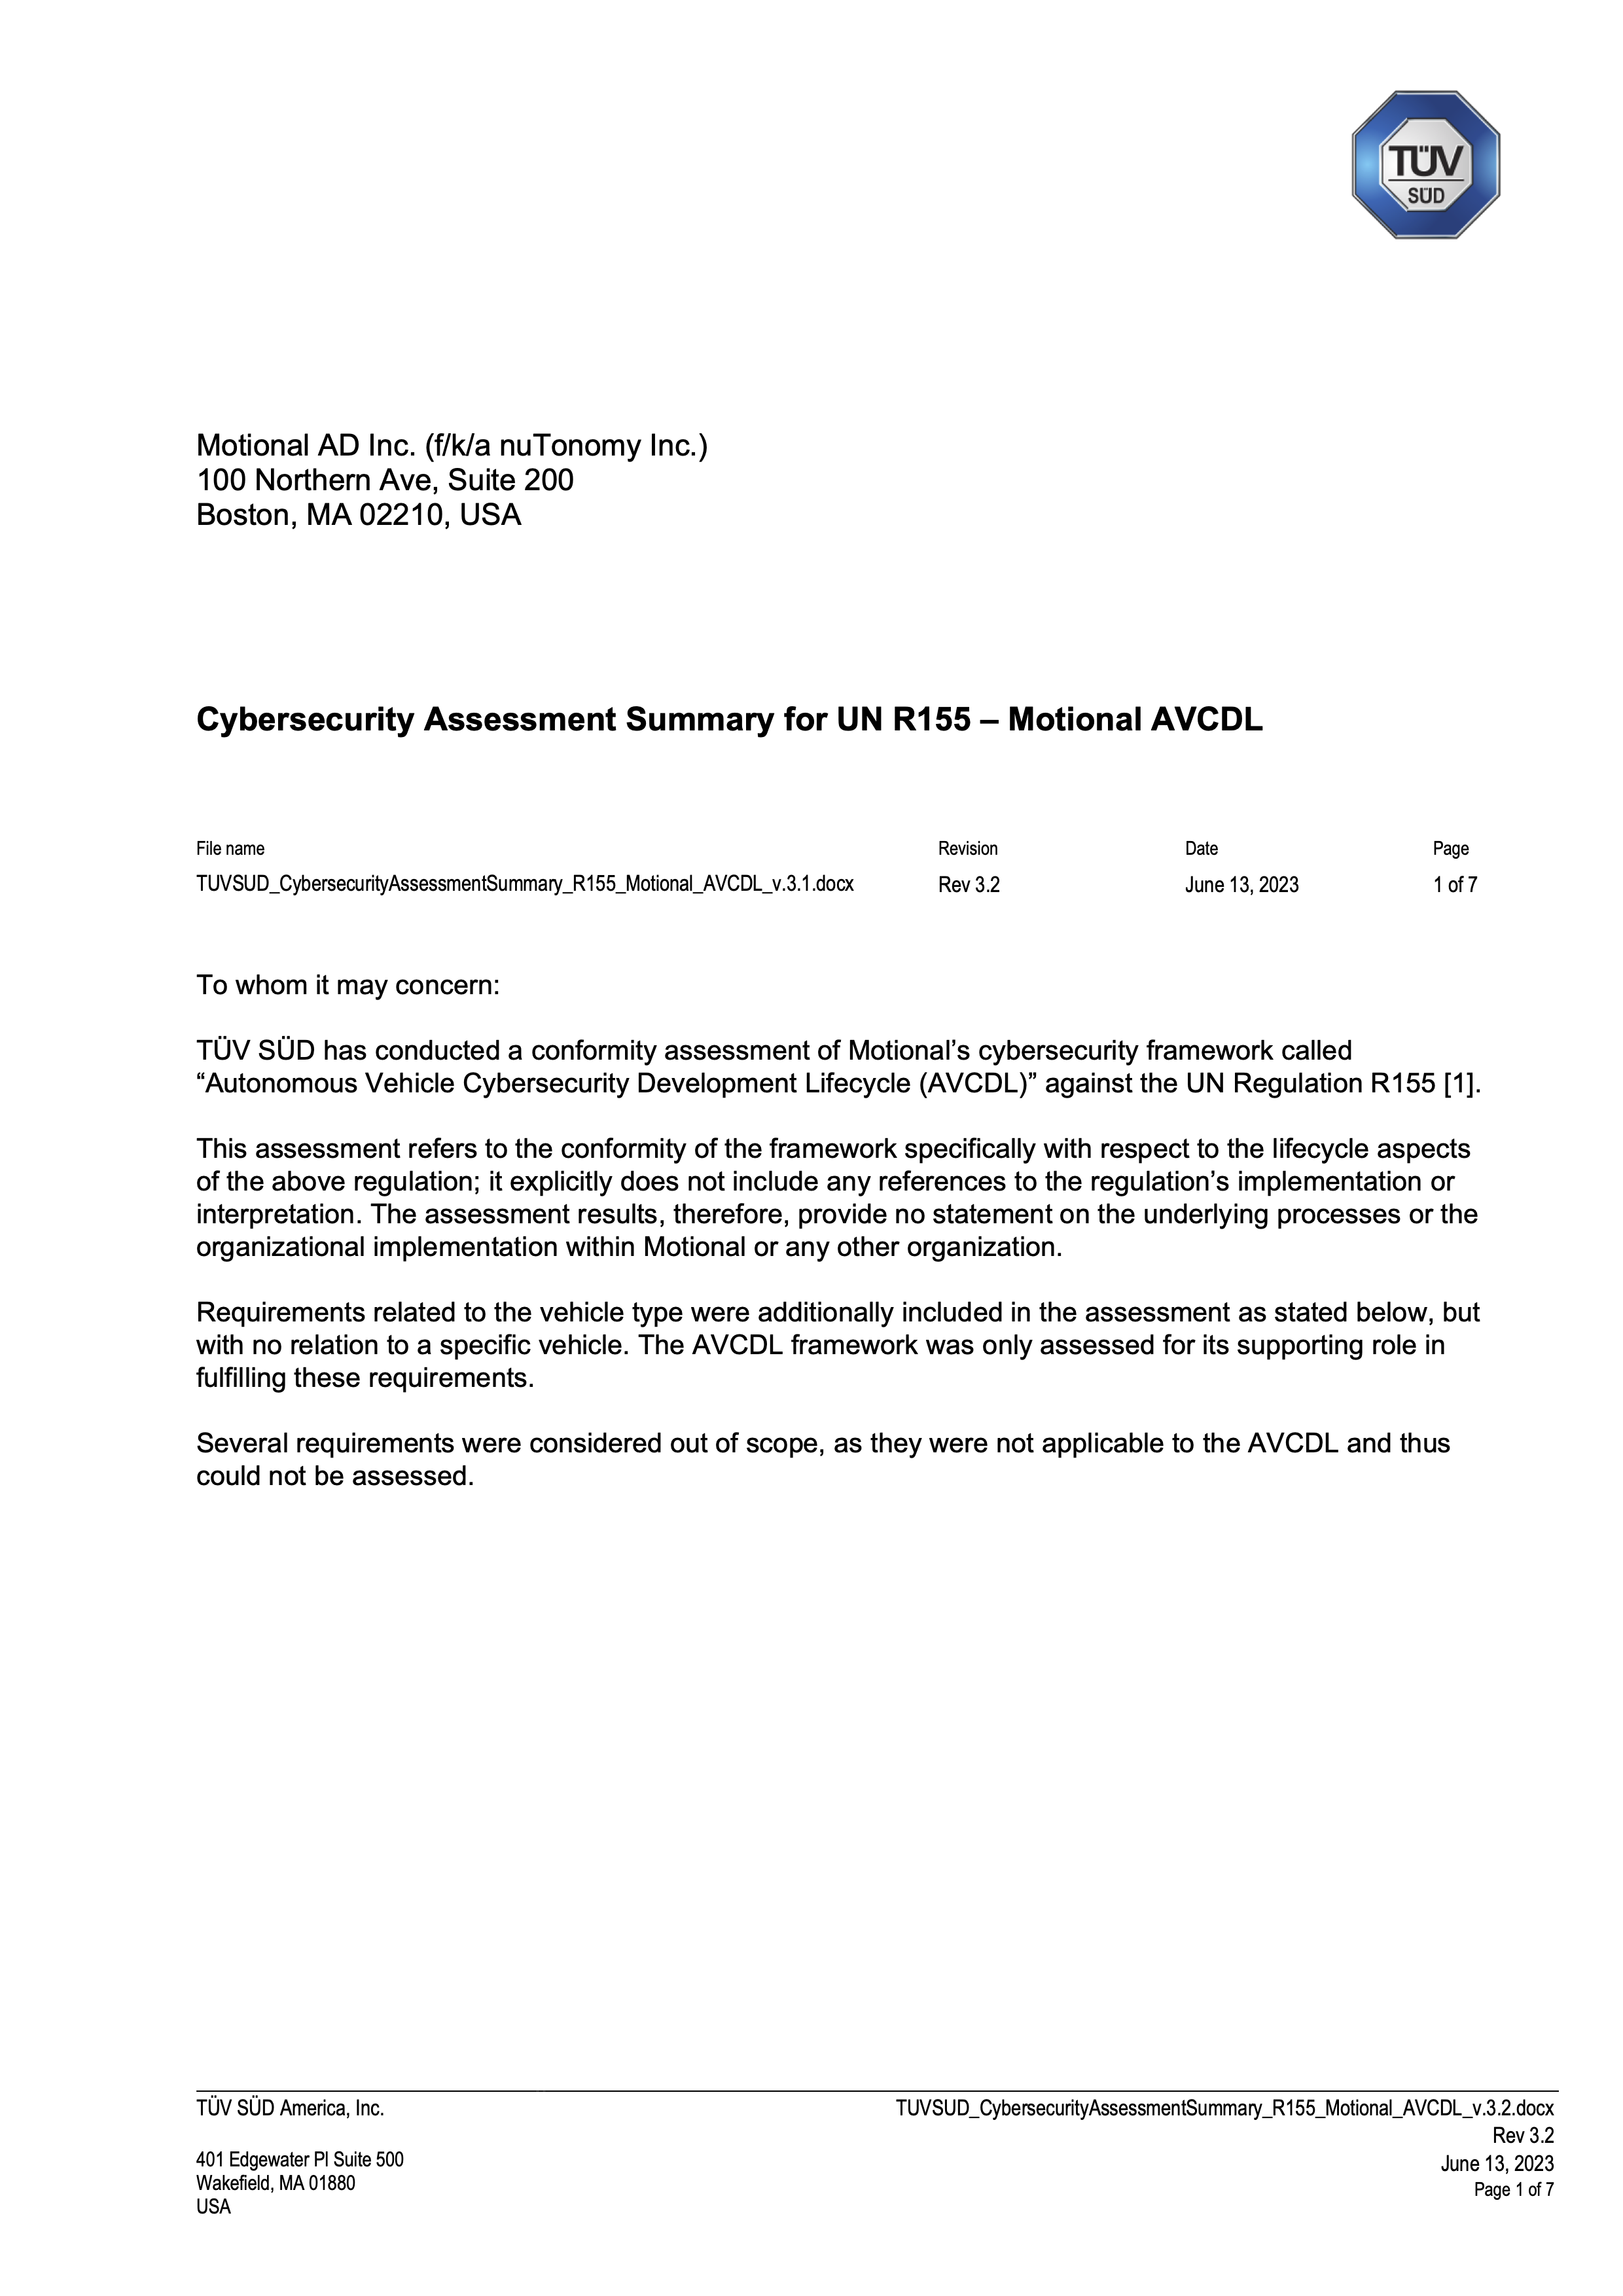 TÜV
SÜD
Motional AD Inc. (f/k/a nuTonomy Inc.)
100 Northern Ave, Suite 200
Boston, MA 02210, USA
Cybersecurity Assessment Summary for UN R155 – Motional AVCDL
File name Revision Date Page
TUVSUD_CybersecurityAssessmentSummary_R155_Motional_AVCDL_v.3.1.docx Rev 3.2 June 13, 2023 1 of 7
To whom it may concern:
TÜV SÜD has conducted a conformity assessment of Motional’s cybersecurity framework called
“Autonomous Vehicle Cybersecurity Development Lifecycle (AVCDL)” against the UN Regulation R155 [1].
This assessment refers to the conformity of the framework specifically with respect to the lifecycle aspects
of the above regulation; it explicitly does not include any references to the regulation’s implementation or
interpretation. The assessment results, therefore, provide no statement on the underlying processes or the
organizational implementation within Motional or any other organization.
Requirements related to the vehicle type were additionally included in the assessment as stated below, but
with no relation to a specific vehicle. The AVCDL framework was only assessed for its supporting role in
fulfilling these requirements.
Several requirements were considered out of scope, as they were not applicable to the AVCDL and thus
could not be assessed.
TÜV SÜD America, Inc.
401 Edgewater Pl Suite 500
Wakefield, MA 01880
USA
TUVSUD_CybersecurityAssessmentSummary_R155_Motional_AVCDL_v.3.2.docx
Rev 3.2
June 13, 2023
Page 1 of 7